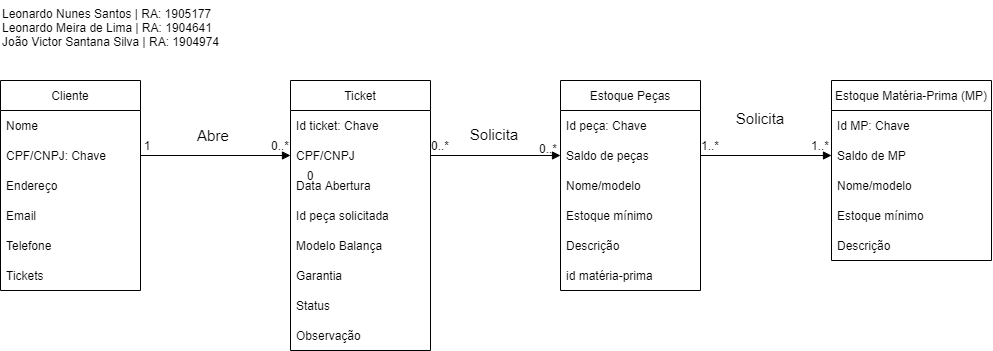 Leonardo Nunes Santos | RA: 1905177
Leonardo Meira de Lima | RA: 1904641
João Victor Santana Silva | RA: 1904974
Cliente
Nome
CPF/CNPJ: Chave
Endereço
Email
Telefone
Tickets
1
Abre
0..*
Ticket
Id ticket: Chave
CPF/CNPJ
0
Data Abertura
Id peça solicitada
Modelo Balança
Garantia
Status
Observação
0..*
Solicita
0..*
Estoque Peças
Id peça: Chave
Saldo de peças
Nome/modelo
Estoque mínimo
Descrição
id matéria-prima
1..*
Solicita
1..*
Estoque Matéria-Prima (MP)
Id MP: Chave
Saldo de MP
Nome/modelo
Estoque mínimo
Descrição